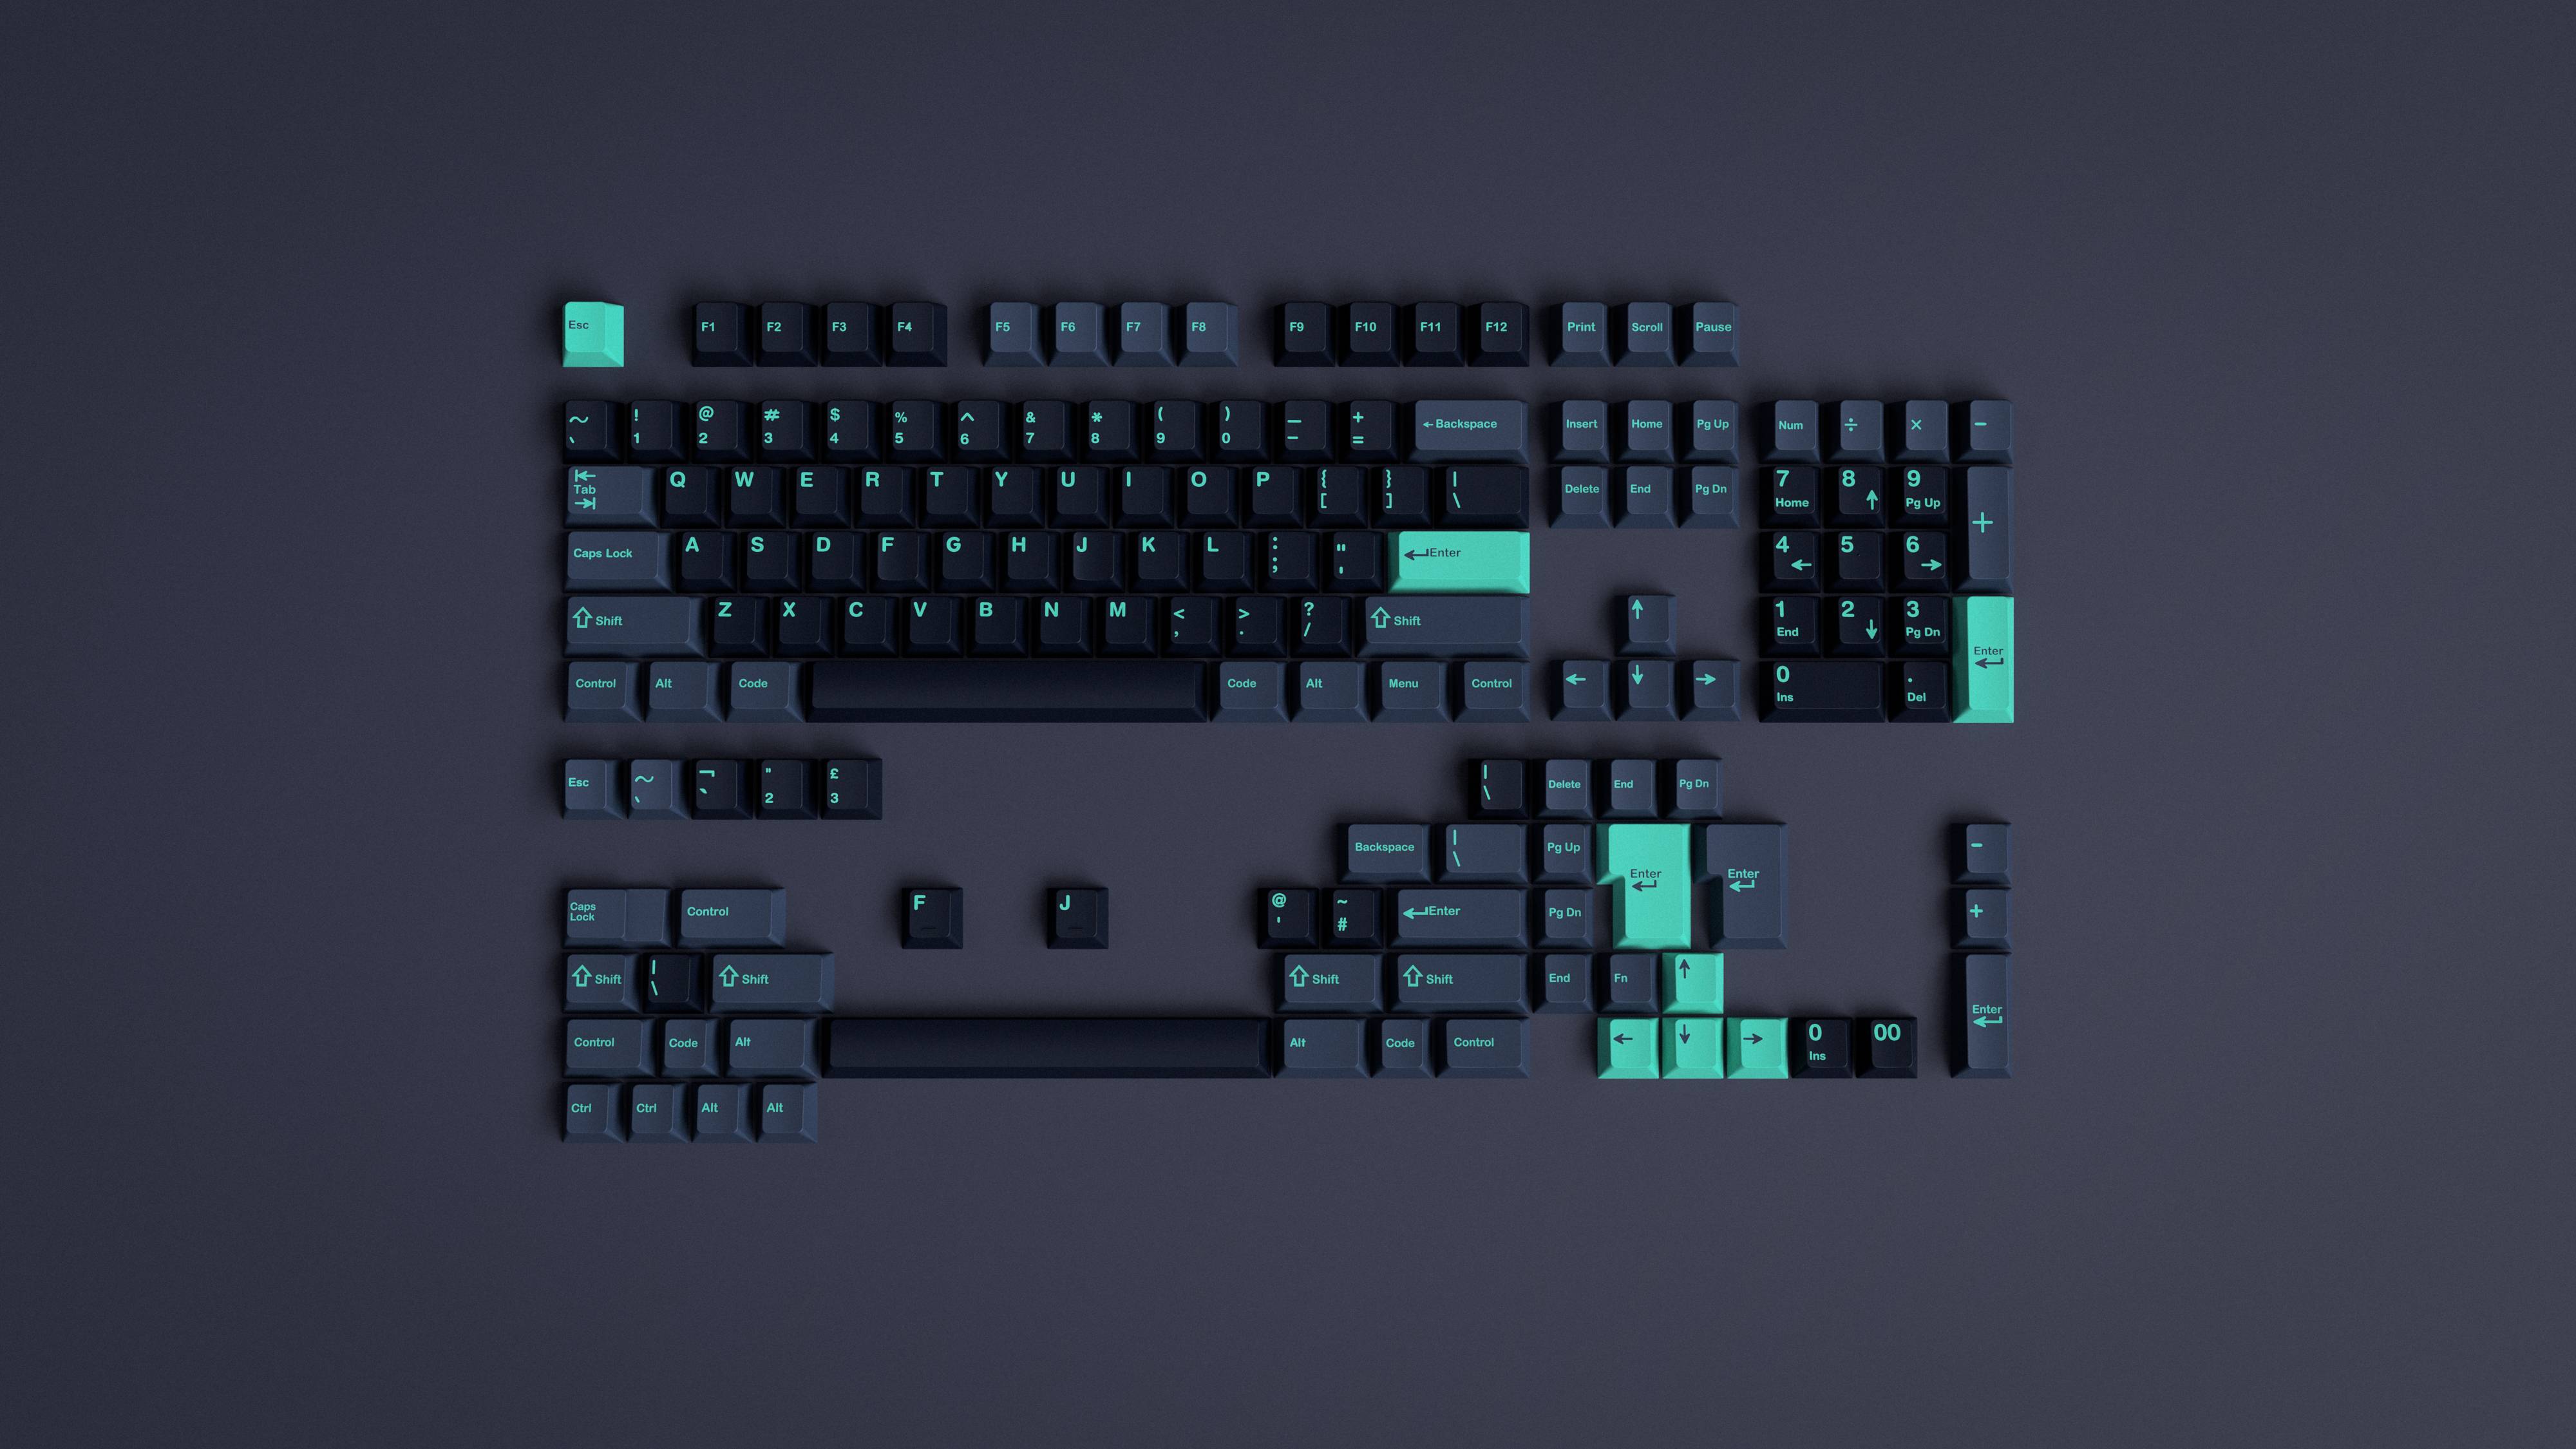 Esc F1 F2 F3 F4 F5 F6 F7 F8 F9 F10 F11 F12 Print Scroll Pause
~ ! @ # $ % ^ & * ( ) — +
` 1 2 3 4 5 6 7 8 9 0 - = ←Backspace Insert Home Pg Up Num ÷ × -
Q W E R T Y U I O P { } | 7 8 9
Tab [ ] \ Delete End Pg Dn Home ↑ Pg Up +
A S D F G H J K L : " 4 5 6
Caps Lock ; ' Enter ← →
Z X C V B N M < > ? ↑ 1 2 3
Shift , . / Shift End ↓ Pg Dn
Enter
Control Alt Code Code Alt Menu Control ← ↓ → 0 .
Ins Del
Esc ~ ¬ " £ | Delete End Pg Dn
` ` 2 3 \
Backspace | Pg Up Enter Enter -
\
Caps
Lock Control F J @ ~ Enter Pg Dn +
' #
Shift | Shift Shift Shift End Fn ↑
\
Enter
Control Code Alt Alt Code Control ← ↓ → 0 00
Ins
Ctrl Ctrl Alt Alt